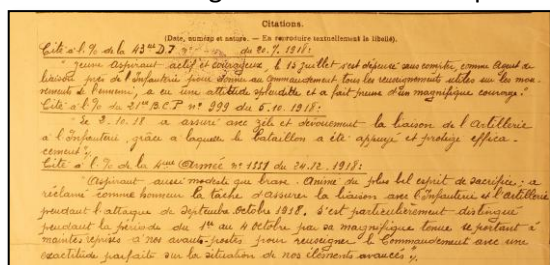 Citations.
(Date, numéro et nature. — En reproduire textuellement le libellé).
Cité à l'% de la 43me D.I. du 20.7.1918:
"Jeune aspirant actif et courageux, le 15 juillet s'est dépensé sans compter, comme agent de
liaison près de l'Infanterie pour donner au commandement tous les renseignements utiles sur les mou-
vements de l'ennemi; a eu une attitude splendide et a fait preuve d'un magnifique courage."
Cité à l'% du 21me B.C.P. n° 999 du 5.10.1918:
"Le 3.10.18 a assuré avec zèle et dévouement la liaison de l'Artillerie
à l'Infanterie, grâce à laquelle le bataillon a été appuyé et protégé effica-
cement",
Cité à l'% de la 4me Armée n° 1559 du 24.12.1918:
"Aspirant aussi modeste que brave. Animé du plus bel esprit de sacrifice; a
réclamé comme honneur la tâche d'assurer la liaison avec l'Infanterie et l'Artillerie
pendant l'attaque de Septembre Octobre 1918. S'est particulièrement distingué
pendant la période du 1er au 4 octobre par sa magnifique tenue se portant à
maintes reprises à nos avants-postes pour renseigner le Commandement avec une
exactitude parfaite sur la situation de nos éléments avancés",